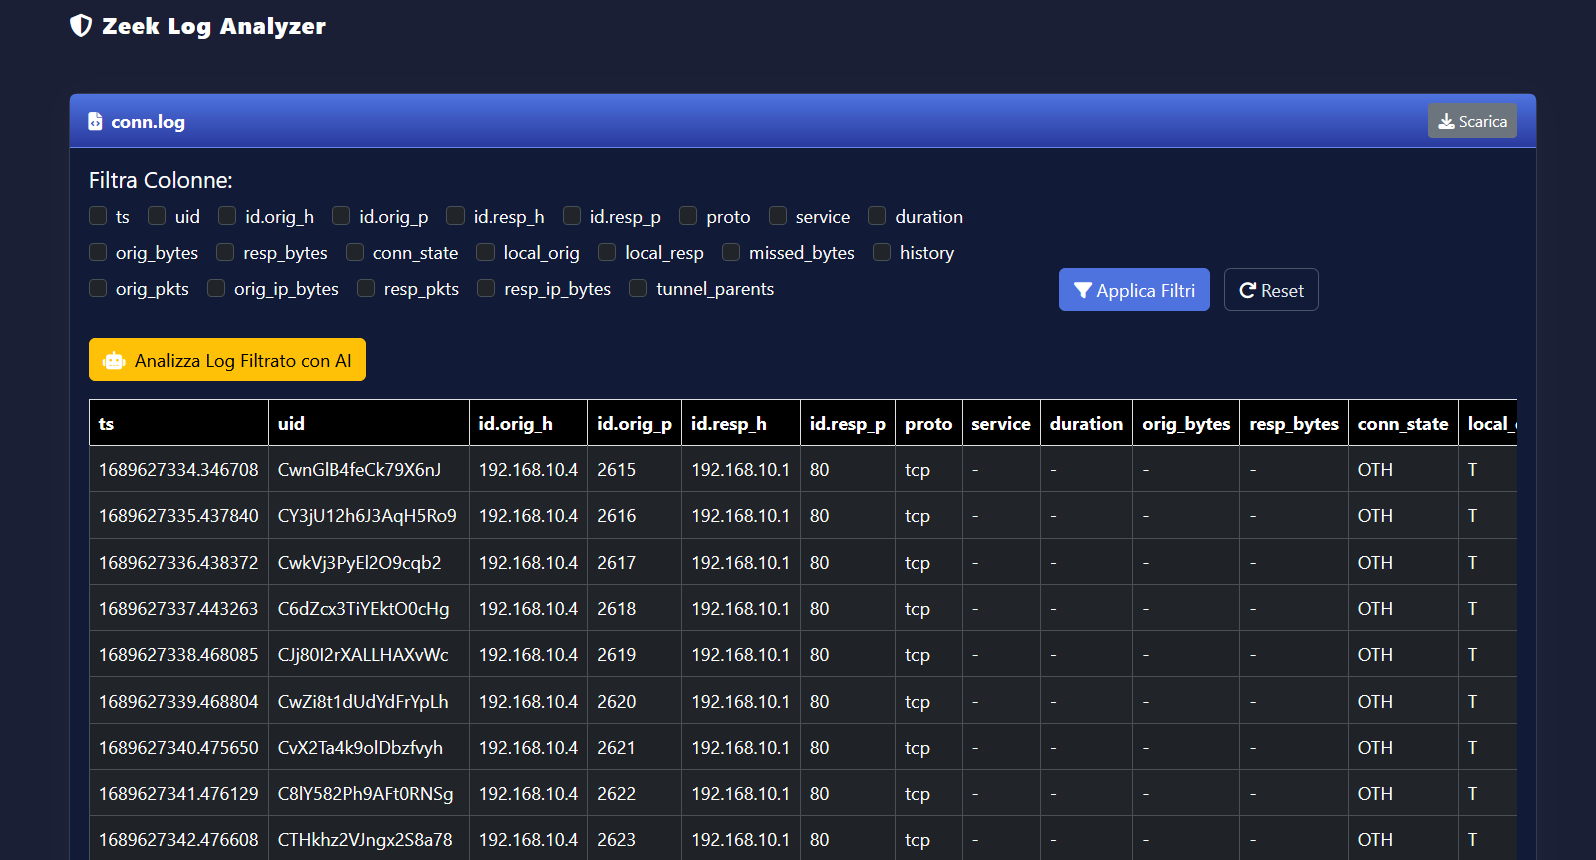 Zeek Log Analyzer
conn.log Scarica
Filtra Colonne:
ts uid id.orig_h id.orig_p id.resp_h id.resp_p proto service duration
orig_bytes resp_bytes conn_state local_orig local_resp missed_bytes history
orig_pkts orig_ip_bytes resp_pkts resp_ip_bytes tunnel_parents Applica Filtri Reset
Analizza Log Filtrato con AI
ts uid id.orig_h id.orig_p id.resp_h id.resp_p proto service duration orig_bytes resp_bytes conn_state local_
1689627334.346708 CwnGlB4feCk79X6nJ 192.168.10.4 2615 192.168.10.1 80 tcp - - - - OTH T
1689627335.437840 CY3jU12h6J3AqH5Ro9 192.168.10.4 2616 192.168.10.1 80 tcp - - - - OTH T
1689627336.438372 CwkVj3PyEl2O9cqb2 192.168.10.4 2617 192.168.10.1 80 tcp - - - - OTH T
1689627337.443263 C6dZcx3TiYEktO0cHg 192.168.10.4 2618 192.168.10.1 80 tcp - - - - OTH T
1689627338.468085 CJj80I2rXALLHAXvWc 192.168.10.4 2619 192.168.10.1 80 tcp - - - - OTH T
1689627339.468804 CwZi8t1dUdYdFrYpLh 192.168.10.4 2620 192.168.10.1 80 tcp - - - - OTH T
1689627340.475650 CvX2Ta4k9olDbzfvyh 192.168.10.4 2621 192.168.10.1 80 tcp - - - - OTH T
1689627341.476129 C8lY582Ph9AFt0RNSg 192.168.10.4 2622 192.168.10.1 80 tcp - - - - OTH T
1689627342.476608 CTHkhz2VJngx2S8a78 192.168.10.4 2623 192.168.10.1 80 tcp - - - - OTH T